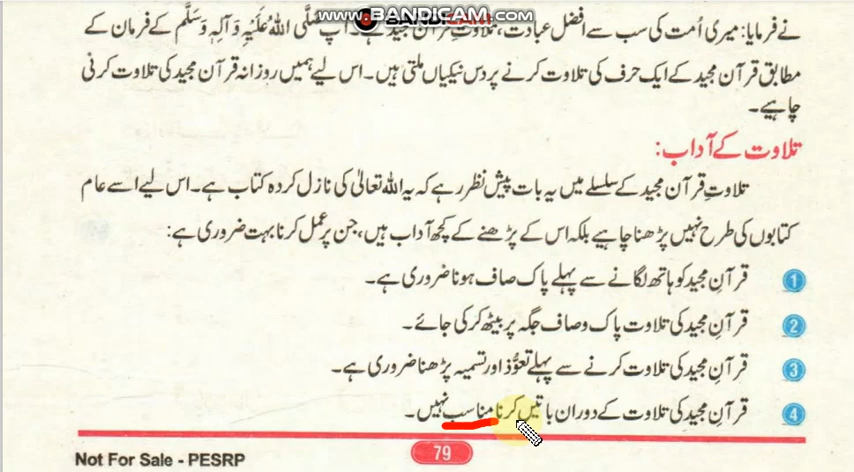 www.BANDICAM.com
نے فرمایا: میری اُمت کی سب سے افضل عبادت، تلاوتِ قرآن مجید ہے۔ آپ صَلَّى اللهُ عَلَيْهِ وَآلِهٖ وَسَلَّم کے فرمان کے
مطابق قرآن مجید کے ایک حرف کی تلاوت کرنے پر دس نیکیاں ملتی ہیں۔ اس لیے ہمیں روزانہ قرآن مجید کی تلاوت کرنی
چاہیے۔
تلاوت کے آداب:
تلاوتِ قرآن مجید کے سلسلے میں یہ بات پیش نظر رہے کہ یہ اللہ تعالیٰ کی نازل کردہ کتاب ہے۔ اس لیے اسے عام
کتابوں کی طرح نہیں پڑھنا چاہیے بلکہ اس کے پڑھنے کے کچھ آداب ہیں، جن پر عمل کرنا بہت ضروری ہے:
1 قرآنِ مجید کو ہاتھ لگانے سے پہلے پاک صاف ہونا ضروری ہے۔
2 قرآنِ مجید کی تلاوت پاک و صاف جگہ پر بیٹھ کر کی جائے۔
3 قرآنِ مجید کی تلاوت کرنے سے پہلے تعوُّذ اور تسمیہ پڑھنا ضروری ہے۔
4 قرآنِ مجید کی تلاوت کے دوران باتیں کرنا مناسب نہیں۔
79
Not For Sale - PESRP